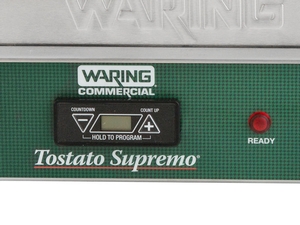 WARING
WARING
COMMERCIAL®
COUNTDOWN
COUNT UP
HOLD TO PROGRAM
READY
Tostato Supremo®